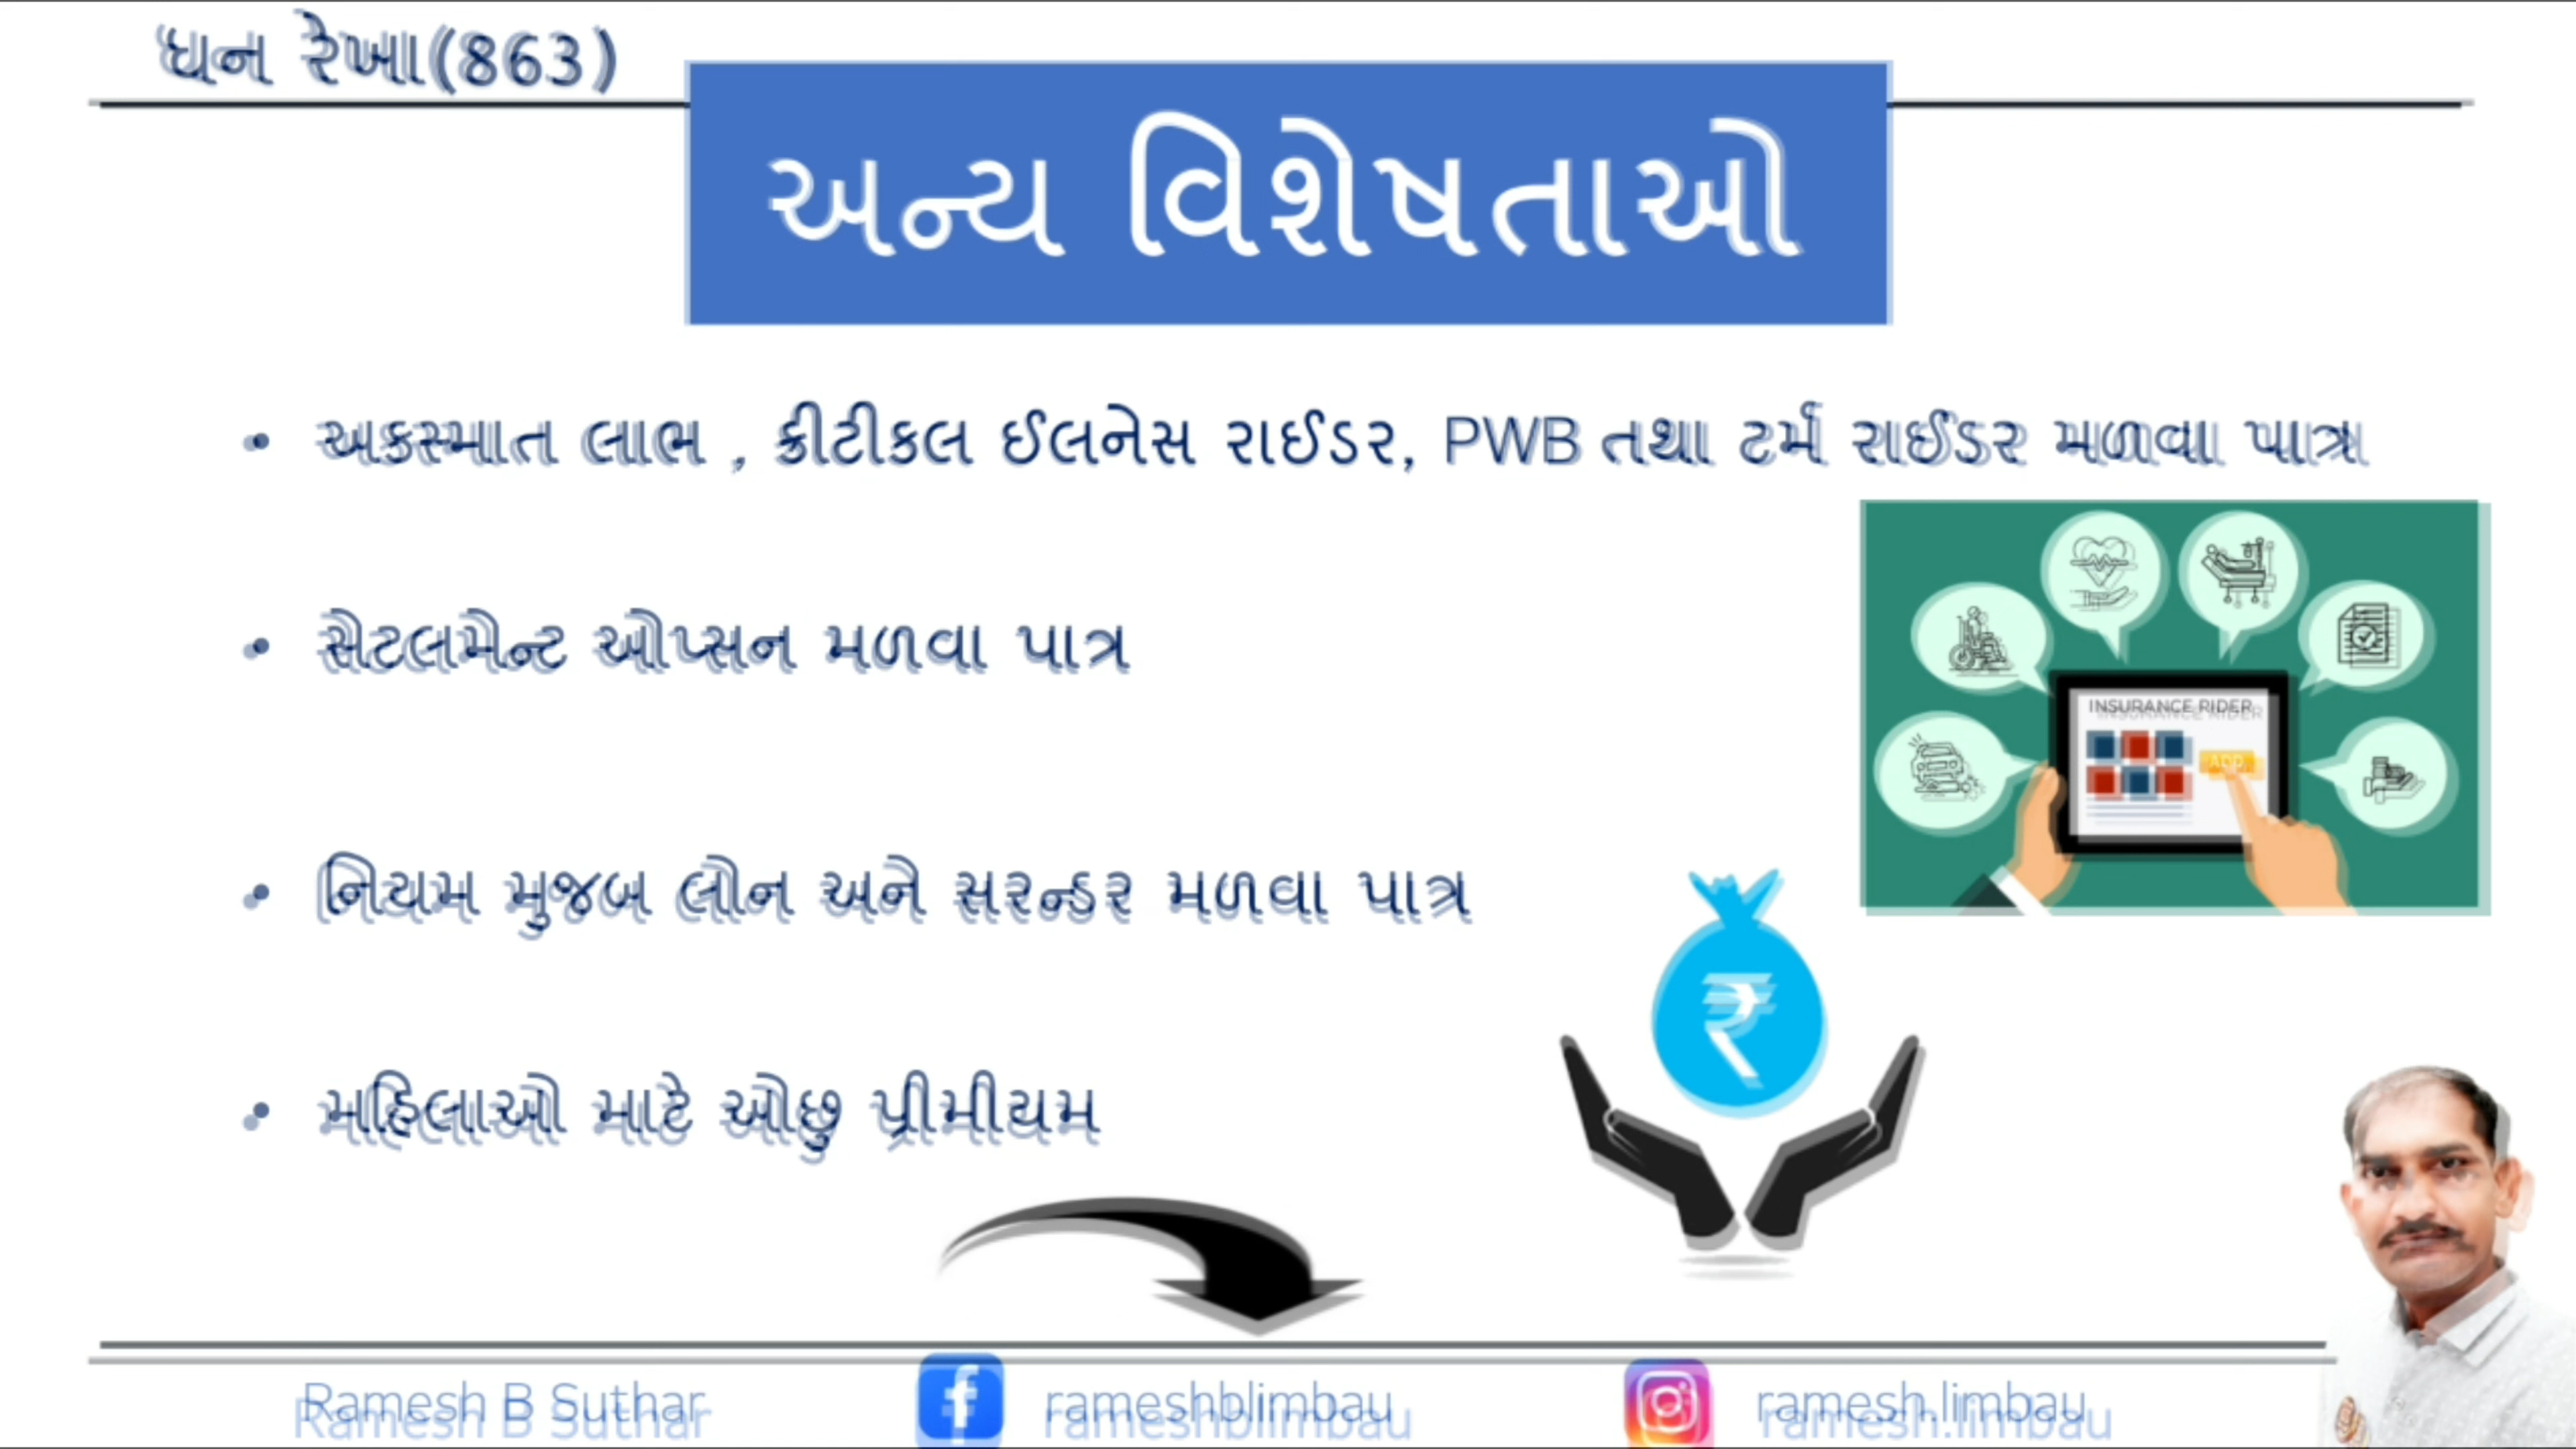 ધન રેખા(863)
અન્ય વિશેષતાઓ
• અકસ્માત લાભ , ક્રીટીકલ ઈલનેસ રાઈડર, PWB તથા ટર્મ રાઈડર મળવા પાત્ર
• સેટલમેન્ટ ઓપ્સન મળવા પાત્ર
INSURANCE RIDER
ADD
• નિયમ મુજબ લોન અને સરન્ડર મળવા પાત્ર
₹
• મહિલાઓ માટે ઓછુ પ્રીમીયમ
Ramesh B Suthar rameshblimbau ramesh.limbau